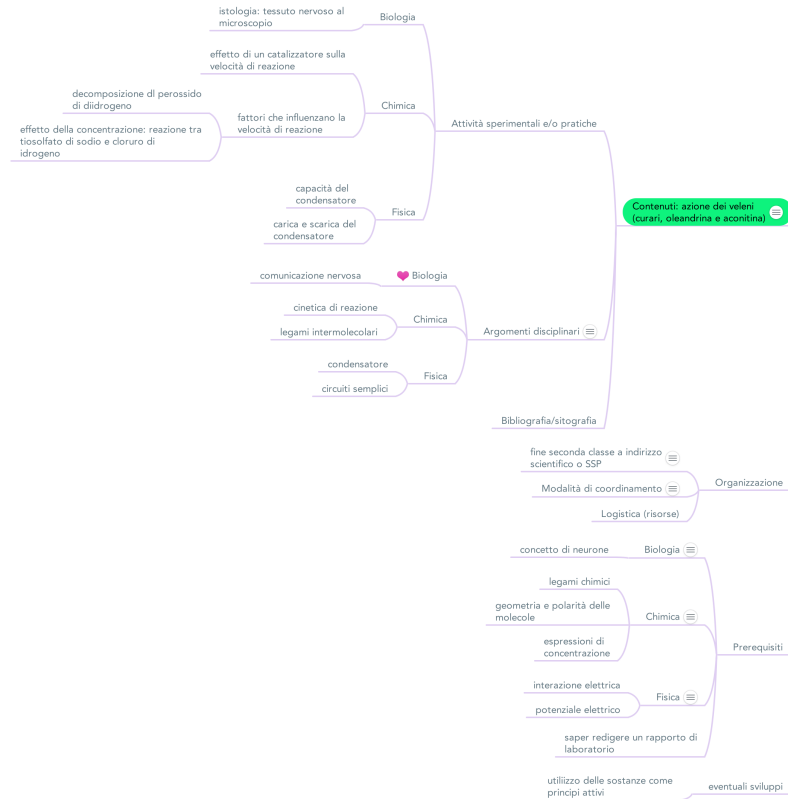 istologia: tessuto nervoso al
microscopio
Biologia
effetto di un catalizzatore sulla
velocità di reazione
decomposizione dl perossido
di diidrogeno
effetto della concentrazione: reazione tra
tiosolfato di sodio e cloruro di
idrogeno
fattori che influenzano la
velocità di reazione
Chimica
capacità del
condensatore
carica e scarica del
condensatore
Fisica
Attività sperimentali e/o pratiche
Contenuti: azione dei veleni
(curari, oleandrina e aconitina)
comunicazione nervosa
Biologia
cinetica di reazione
legami intermolecolari
Chimica
condensatore
circuiti semplici
Fisica
Argomenti disciplinari
Bibliografia/sitografia
fine seconda classe a indirizzo
scientifico o SSP
Modalità di coordinamento
Logistica (risorse)
Organizzazione
concetto di neurone
Biologia
legami chimici
geometria e polarità delle
molecole
espressioni di
concentrazione
Chimica
interazione elettrica
potenziale elettrico
Fisica
saper redigere un rapporto di
laboratorio
Prerequisiti
utiliizzo delle sostanze come
principi attivi
eventuali sviluppi